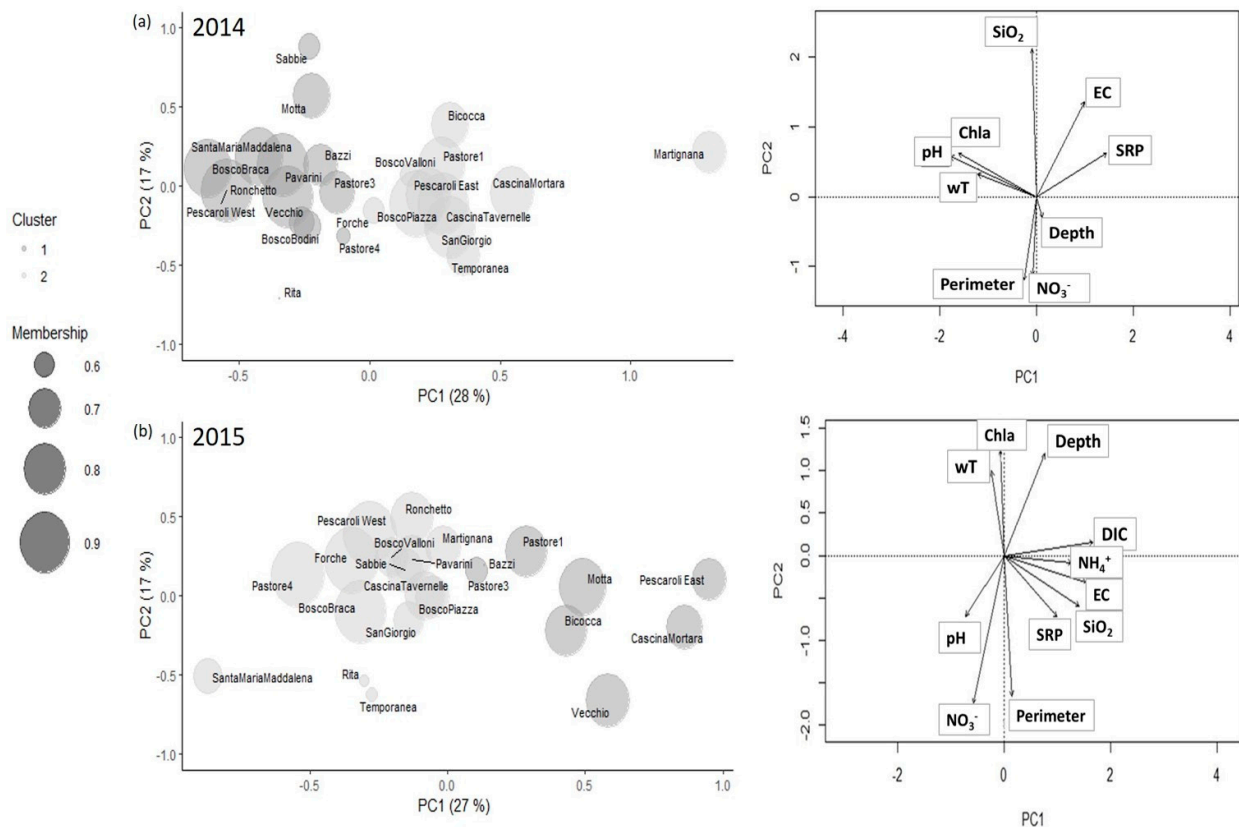 (a) 2014
Sabbie
Motta
Bicocca
SantaMariaMaddalena
BoscoBraca
Pavarini
Bazzi
BoscoValloni
Pastore1
Martignana
Ronchetto
Pastore3
Pescaroli East
CascinaMortara
Pescaroli West
Vecchio
Forche
BoscoPiazza
CascinaTavernelle
BoscoBodini
Pastore4
SanGiorgio
Temporanea
Rita
1.0
0.5
0.0
-0.5
-1.0
PC2 (17 %)
-0.5 0.0 0.5 1.0
PC1 (28 %)
SiO2
EC
Chla
SRP
pH
wT
Depth
Perimeter
NO3-
2
1
0
-1
PC2
-4 -2 0 2 4
PC1
Cluster
1
2
Membership
0.6
0.7
0.8
0.9
(b) 2015
Ronchetto
Pescaroli West
BoscoValloni
Martignana
Pastore1
Forche
Sabbie
Pavarini
Bazzi
Pastore4
CascinaTavernelle
Pastore3
Motta
Pescaroli East
BoscoBraca
BoscoPiazza
Bicocca
SanGiorgio
CascinaMortara
SantaMariaMaddalena
Rita
Temporanea
Vecchio
1.0
0.5
0.0
-0.5
-1.0
PC2 (17 %)
-0.5 0.0 0.5 1.0
PC1 (27 %)
Chla
Depth
wT
DIC
NH4+
EC
SiO2
SRP
pH
NO3-
Perimeter
1.5
1.0
0.0
-1.0
-2.0
PC2
-2 0 2 4
PC1